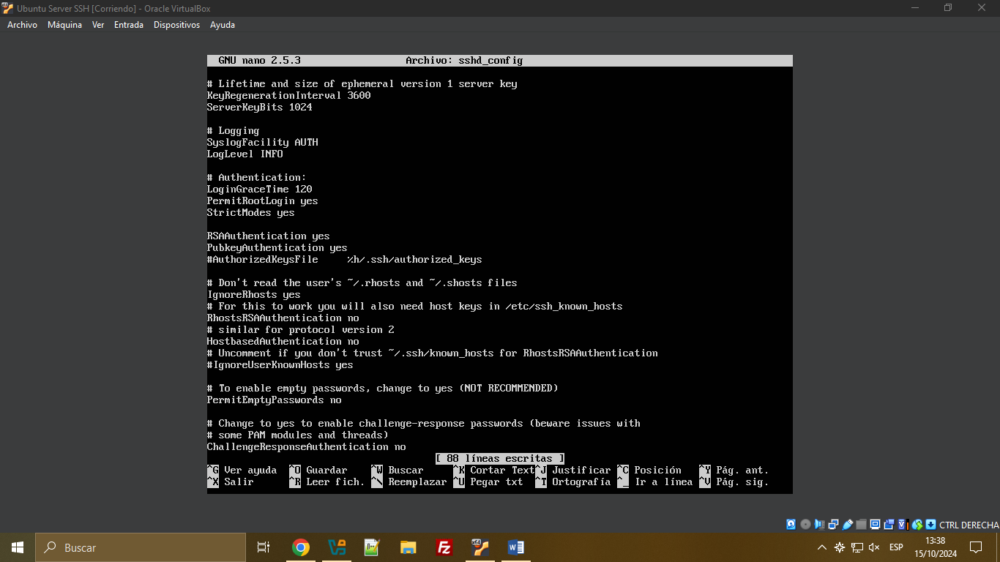 Ubuntu Server SSH [Corriendo] - Oracle VirtualBox
Archivo Máquina Ver Entrada Dispositivos Ayuda
GNU nano 2.5.3 Archivo: sshd_config
# Lifetime and size of ephemeral version 1 server key
KeyRegenerationInterval 3600
ServerKeyBits 1024
# Logging
SyslogFacility AUTH
LogLevel INFO
# Authentication:
LoginGraceTime 120
PermitRootLogin yes
StrictModes yes
RSAAuthentication yes
PubkeyAuthentication yes
#AuthorizedKeysFile %h/.ssh/authorized_keys
# Don't read the user's ~/.rhosts and ~/.shosts files
IgnoreRhosts yes
# For this to work you will also need host keys in /etc/ssh_known_hosts
RhostsRSAAuthentication no
# similar for protocol version 2
HostbasedAuthentication no
# Uncomment if you don't trust ~/.ssh/known_hosts for RhostsRSAAuthentication
#IgnoreUserKnownHosts yes
# To enable empty passwords, change to yes (NOT RECOMMENDED)
PermitEmptyPasswords no
# Change to yes to enable challenge-response passwords (beware issues with
# some PAM modules and threads)
ChallengeResponseAuthentication no
[ 88 líneas escritas ]
^G Ver ayuda ^O Guardar ^W Buscar ^K Cortar Text ^J Justificar ^C Posición ^Y Pág. ant.
^X Salir ^R Leer fich. ^\ Reemplazar ^U Pegar txt ^T Ortografía ^_ Ir a línea ^V Pág. sig.
CTRL DERECHA
Buscar
ESP
13:38
15/10/2024